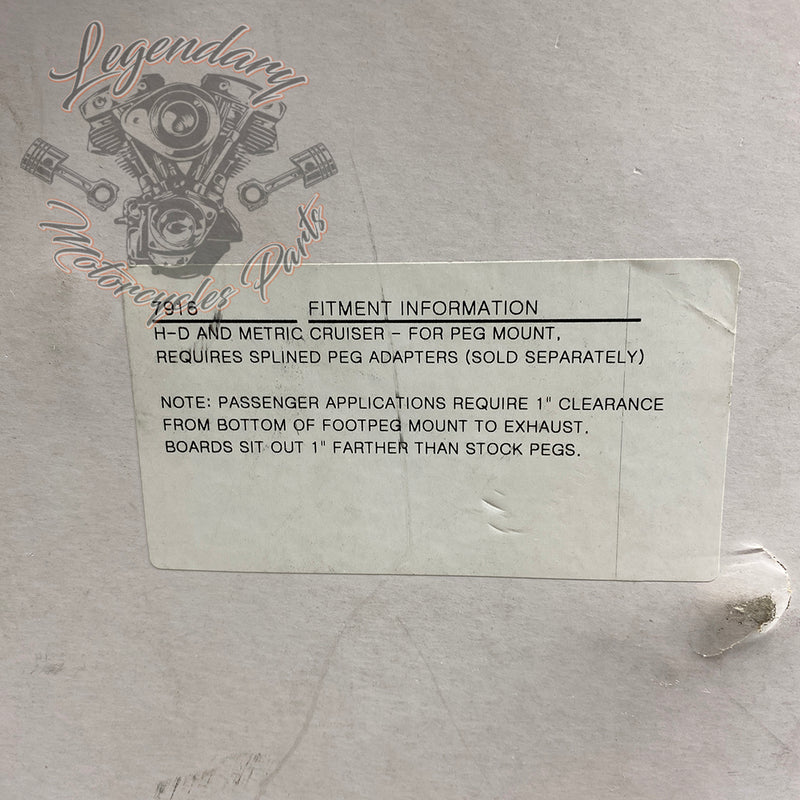 Legendary
Motorcycles Parts
7916 FITMENT INFORMATION
H-D AND METRIC CRUISER - FOR PEG MOUNT,
REQUIRES SPLINED PEG ADAPTERS (SOLD SEPARATELY)
NOTE: PASSENGER APPLICATIONS REQUIRE 1" CLEARANCE
FROM BOTTOM OF FOOTPEG MOUNT TO EXHAUST.
BOARDS SIT OUT 1" FARTHER THAN STOCK PEGS.